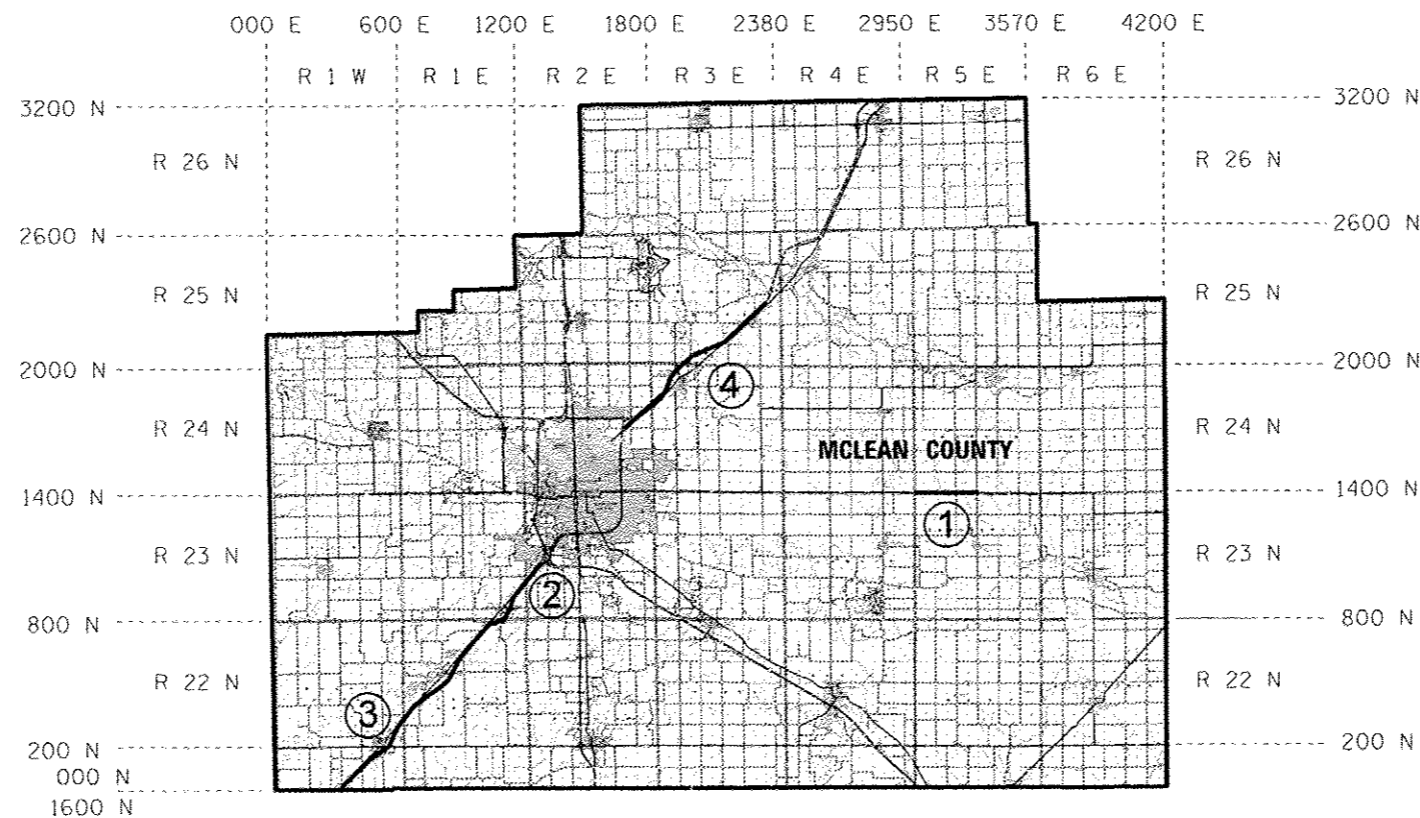 000 E 600 E 1200 E 1800 E 2380 E 2950 E 3570 E 4200 E
R 1 W R 1 E R 2 E R 3 E R 4 E R 5 E R 6 E
3200 N 3200 N
R 26 N R 26 N
2600 N 2600 N
R 25 N R 25 N
2000 N 2000 N
4
R 24 N MCLEAN COUNTY R 24 N
1400 N 1400 N
1
R 23 N R 23 N
2
800 N 800 N
R 22 N R 22 N
3
200 N 200 N
000 N
1600 N